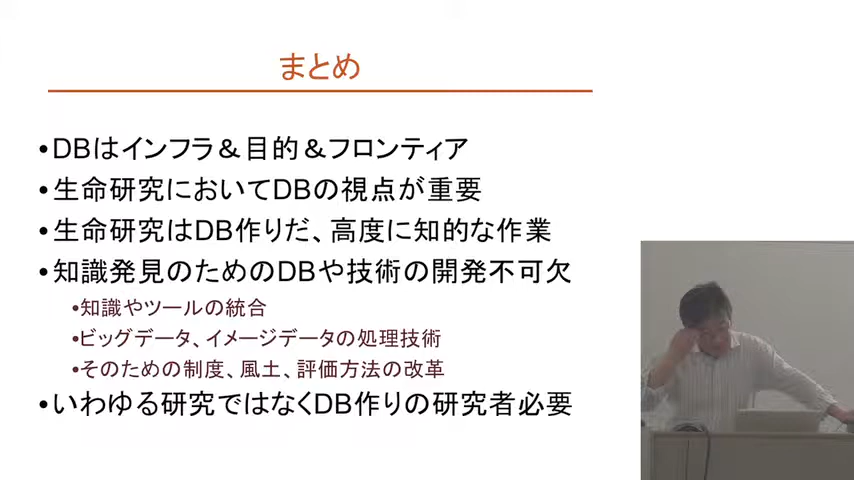 まとめ
•DBはインフラ＆目的＆フロンティア
•生命研究においてDBの視点が重要
•生命研究はDB作りだ、高度に知的な作業
•知識発見のためのDBや技術の開発不可欠
•知識やツールの統合
•ビッグデータ、イメージデータの処理技術
•そのための制度、風土、評価方法の改革
•いわゆる研究ではなくDB作りの研究者必要